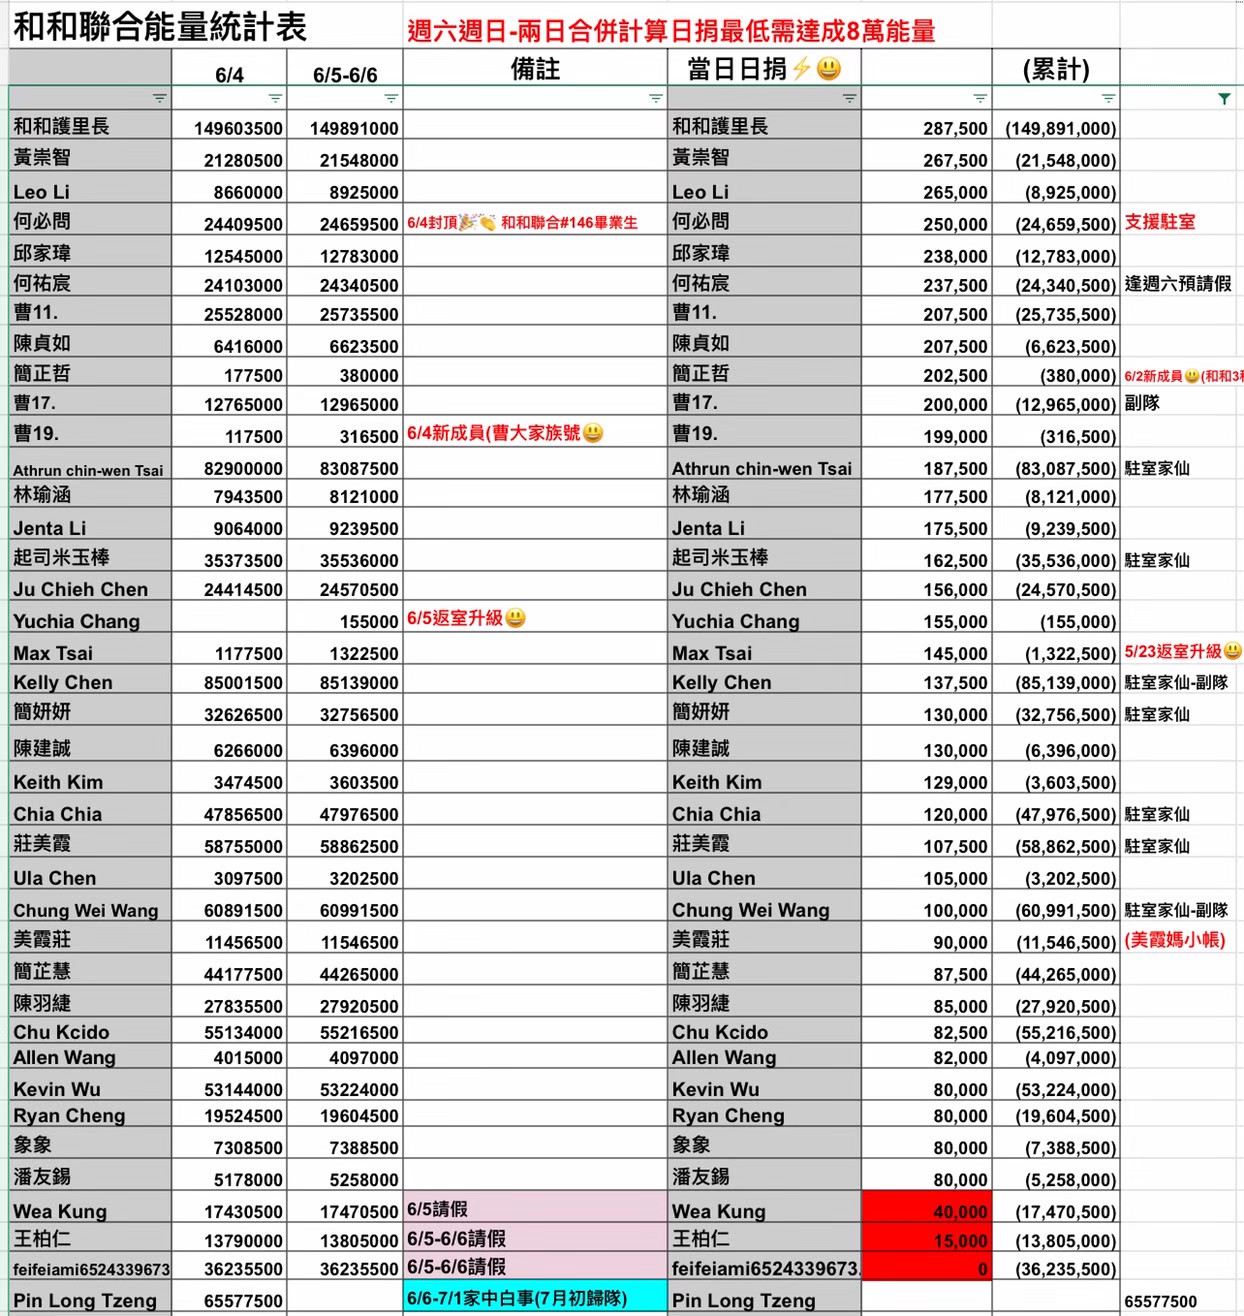 和和聯合能量統計表 週六週日-兩日合併計算日捐最低需達成8萬能量
6/4 6/5-6/6 備註 當日日捐⚡😃 (累計)
和和護里長 149603500 149891000 和和護里長 287,500 (149,891,000)
黃崇智 21280500 21548000 黃崇智 267,500 (21,548,000)
Leo Li 8660000 8925000 Leo Li 265,000 (8,925,000)
何必問 24409500 24659500 6/4封頂🎉👏 和和聯合#146畢業生 何必問 250,000 (24,659,500) 支援駐室
邱家瑋 12545000 12783000 邱家瑋 238,000 (12,783,000)
何祐宸 24103000 24340500 何祐宸 237,500 (24,340,500) 逢週六預請假
曹11. 25528000 25735500 曹11. 207,500 (25,735,500)
陳貞如 6416000 6623500 陳貞如 207,500 (6,623,500)
簡正哲 177500 380000 簡正哲 202,500 (380,000) 6/2新成員😃(和和3
曹17. 12765000 12965000 曹17. 200,000 (12,965,000) 副隊
曹19. 117500 316500 6/4新成員(曹大家族號😃 曹19. 199,000 (316,500)
Athrun chin-wen Tsai 82900000 83087500 Athrun chin-wen Tsai 187,500 (83,087,500) 駐室家仙
林瑜涵 7943500 8121000 林瑜涵 177,500 (8,121,000)
Jenta Li 9064000 9239500 Jenta Li 175,500 (9,239,500)
起司米玉棒 35373500 35536000 起司米玉棒 162,500 (35,536,000) 駐室家仙
Ju Chieh Chen 24414500 24570500 Ju Chieh Chen 156,000 (24,570,500)
Yuchia Chang 155000 6/5返室升級😃 Yuchia Chang 155,000 (155,000)
Max Tsai 1177500 1322500 Max Tsai 145,000 (1,322,500) 5/23返室升級😃
Kelly Chen 85001500 85139000 Kelly Chen 137,500 (85,139,000) 駐室家仙-副隊
簡妍妍 32626500 32756500 簡妍妍 130,000 (32,756,500) 駐室家仙
陳建誠 6266000 6396000 陳建誠 130,000 (6,396,000)
Keith Kim 3474500 3603500 Keith Kim 129,000 (3,603,500)
Chia Chia 47856500 47976500 Chia Chia 120,000 (47,976,500) 駐室家仙
莊美霞 58755000 58862500 莊美霞 107,500 (58,862,500) 駐室家仙
Ula Chen 3097500 3202500 Ula Chen 105,000 (3,202,500)
Chung Wei Wang 60891500 60991500 Chung Wei Wang 100,000 (60,991,500) 駐室家仙-副隊
美霞莊 11456500 11546500 美霞莊 90,000 (11,546,500) (美霞媽小帳)
簡芷慧 44177500 44265000 簡芷慧 87,500 (44,265,000)
陳羽緁 27835500 27920500 陳羽緁 85,000 (27,920,500)
Chu Kcido 55134000 55216500 Chu Kcido 82,500 (55,216,500)
Allen Wang 4015000 4097000 Allen Wang 82,000 (4,097,000)
Kevin Wu 53144000 53224000 Kevin Wu 80,000 (53,224,000)
Ryan Cheng 19524500 19604500 Ryan Cheng 80,000 (19,604,500)
象象 7308500 7388500 象象 80,000 (7,388,500)
潘友錫 5178000 5258000 潘友錫 80,000 (5,258,000)
Wea Kung 17430500 17470500 6/5請假 Wea Kung 40,000 (17,470,500)
王柏仁 13790000 13805000 6/5-6/6請假 王柏仁 15,000 (13,805,000)
feifeiami6524339673 36235500 36235500 6/5-6/6請假 feifeiami6524339673. 0 (36,235,500)
Pin Long Tzeng 65577500 6/6-7/1家中白事(7月初歸隊) Pin Long Tzeng 65577500